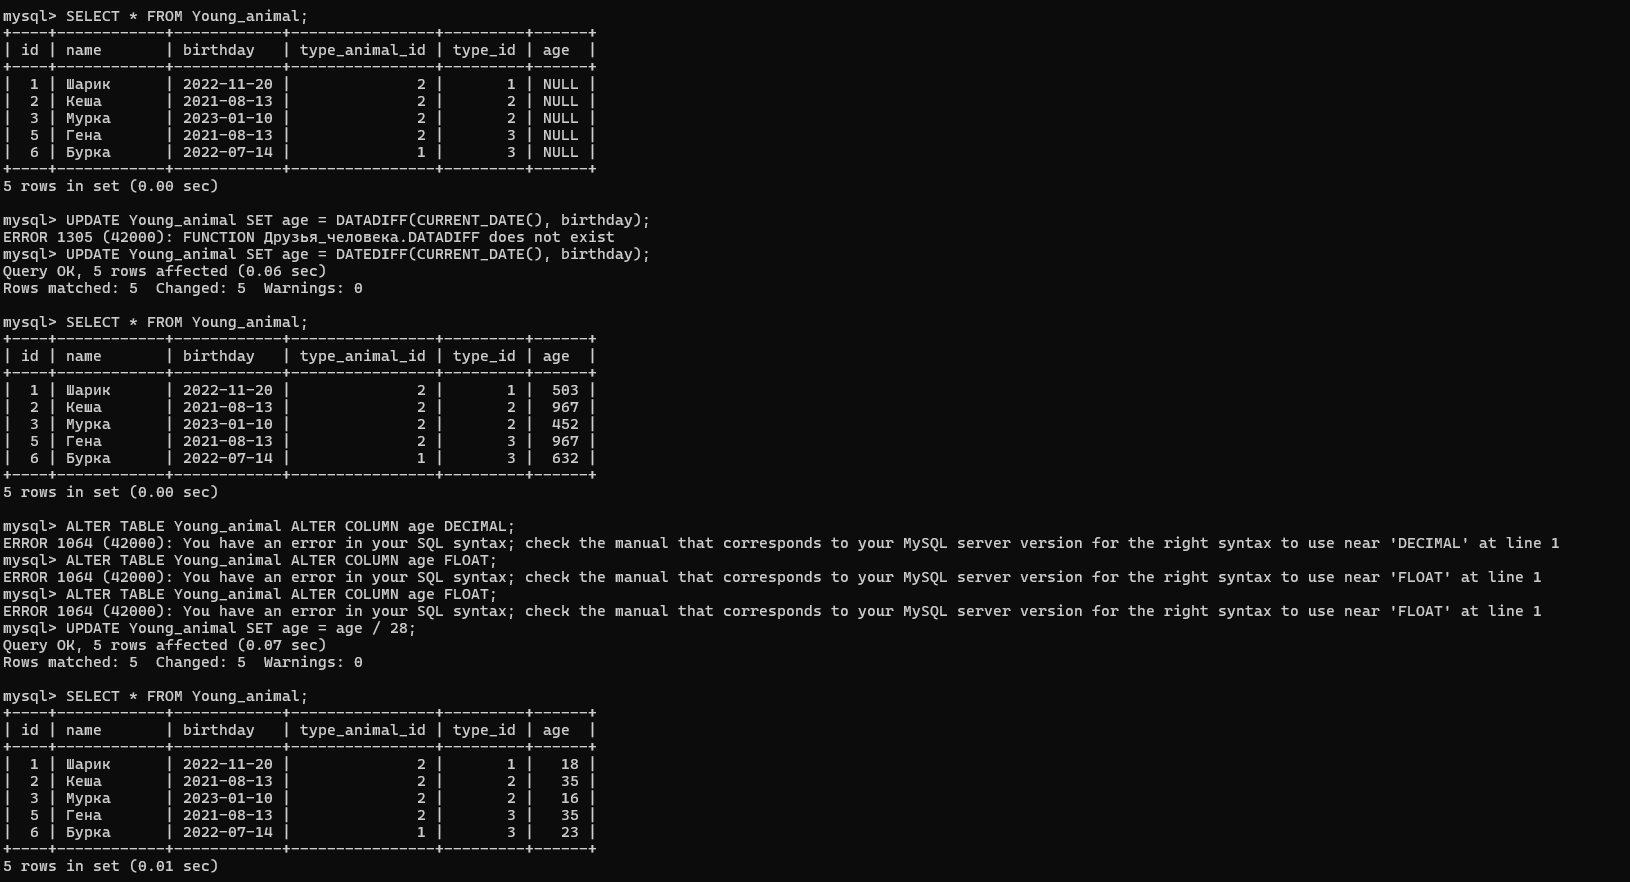 mysql> SELECT * FROM Young_animal;
+----+------------+------------+----------------+---------+------+
| id | name       | birthday   | type_animal_id | type_id | age  |
+----+------------+------------+----------------+---------+------+
|  1 | Шарик      | 2022-11-20 |              2 |       1 | NULL |
|  2 | Кеша       | 2021-08-13 |              2 |       2 | NULL |
|  3 | Мурка      | 2023-01-10 |              2 |       2 | NULL |
|  5 | Гена       | 2021-08-13 |              2 |       3 | NULL |
|  6 | Бурка      | 2022-07-14 |              1 |       3 | NULL |
+----+------------+------------+----------------+---------+------+
5 rows in set (0.00 sec)

mysql> UPDATE Young_animal SET age = DATADIFF(CURRENT_DATE(), birthday);
ERROR 1305 (42000): FUNCTION Друзья_человека.DATADIFF does not exist
mysql> UPDATE Young_animal SET age = DATEDIFF(CURRENT_DATE(), birthday);
Query OK, 5 rows affected (0.06 sec)
Rows matched: 5  Changed: 5  Warnings: 0

mysql> SELECT * FROM Young_animal;
+----+------------+------------+----------------+---------+------+
| id | name       | birthday   | type_animal_id | type_id | age  |
+----+------------+------------+----------------+---------+------+
|  1 | Шарик      | 2022-11-20 |              2 |       1 |  503 |
|  2 | Кеша       | 2021-08-13 |              2 |       2 |  967 |
|  3 | Мурка      | 2023-01-10 |              2 |       2 |  452 |
|  5 | Гена       | 2021-08-13 |              2 |       3 |  967 |
|  6 | Бурка      | 2022-07-14 |              1 |       3 |  632 |
+----+------------+------------+----------------+---------+------+
5 rows in set (0.00 sec)

mysql> ALTER TABLE Young_animal ALTER COLUMN age DECIMAL;
ERROR 1064 (42000): You have an error in your SQL syntax; check the manual that corresponds to your MySQL server version for the right syntax to use near 'DECIMAL' at line 1
mysql> ALTER TABLE Young_animal ALTER COLUMN age FLOAT;
ERROR 1064 (42000): You have an error in your SQL syntax; check the manual that corresponds to your MySQL server version for the right syntax to use near 'FLOAT' at line 1
mysql> ALTER TABLE Young_animal ALTER COLUMN age FLOAT;
ERROR 1064 (42000): You have an error in your SQL syntax; check the manual that corresponds to your MySQL server version for the right syntax to use near 'FLOAT' at line 1
mysql> UPDATE Young_animal SET age = age / 28;
Query OK, 5 rows affected (0.07 sec)
Rows matched: 5  Changed: 5  Warnings: 0

mysql> SELECT * FROM Young_animal;
+----+------------+------------+----------------+---------+------+
| id | name       | birthday   | type_animal_id | type_id | age  |
+----+------------+------------+----------------+---------+------+
|  1 | Шарик      | 2022-11-20 |              2 |       1 |   18 |
|  2 | Кеша       | 2021-08-13 |              2 |       2 |   35 |
|  3 | Мурка      | 2023-01-10 |              2 |       2 |   16 |
|  5 | Гена       | 2021-08-13 |              2 |       3 |   35 |
|  6 | Бурка      | 2022-07-14 |              1 |       3 |   23 |
+----+------------+------------+----------------+---------+------+
5 rows in set (0.01 sec)